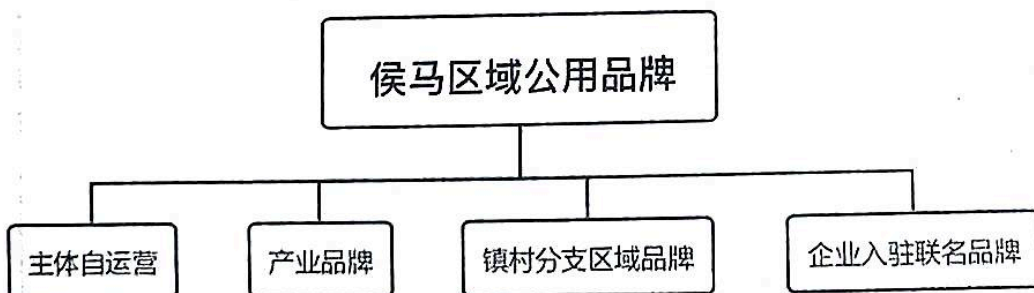 侯马区域公用品牌
主体自运营
产业品牌
镇村分支区域品牌
企业入驻联名品牌